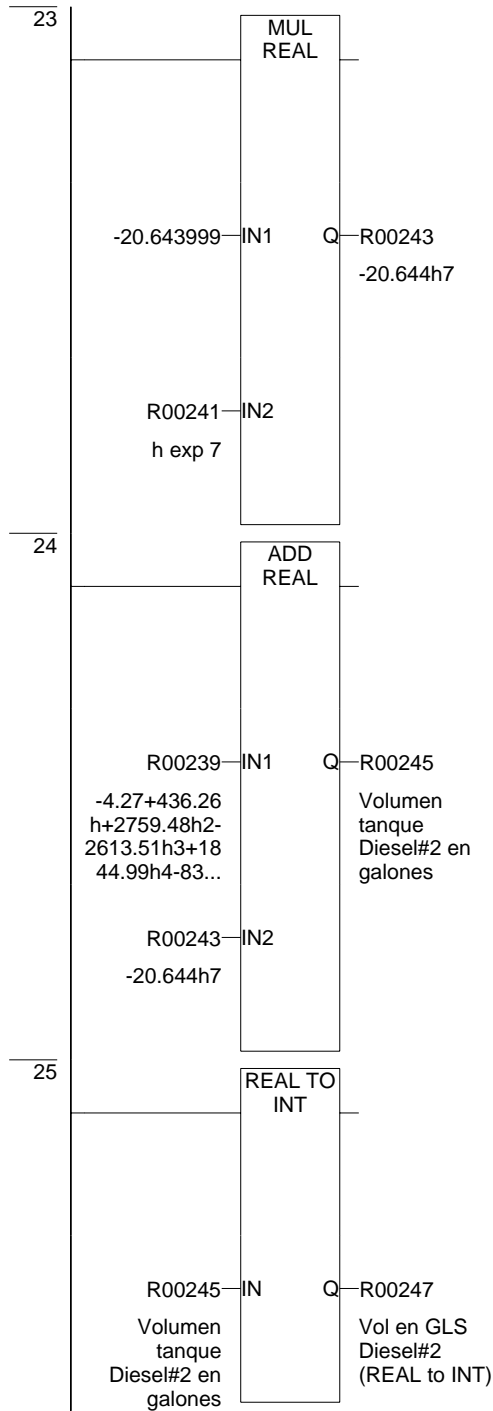 23
MUL
REAL
-20.643999
IN1
Q
R00243
-20.644h7
R00241
IN2
h exp 7
24
ADD
REAL
R00239
IN1
Q
R00245
-4.27+436.26
h+2759.48h2-
2613.51h3+18
44.99h4-83...
Volumen
tanque
Diesel#2 en
galones
R00243
IN2
-20.644h7
25
REAL TO
INT
R00245
IN
Q
R00247
Volumen
tanque
Diesel#2 en
galones
Vol en GLS
Diesel#2
(REAL to INT)